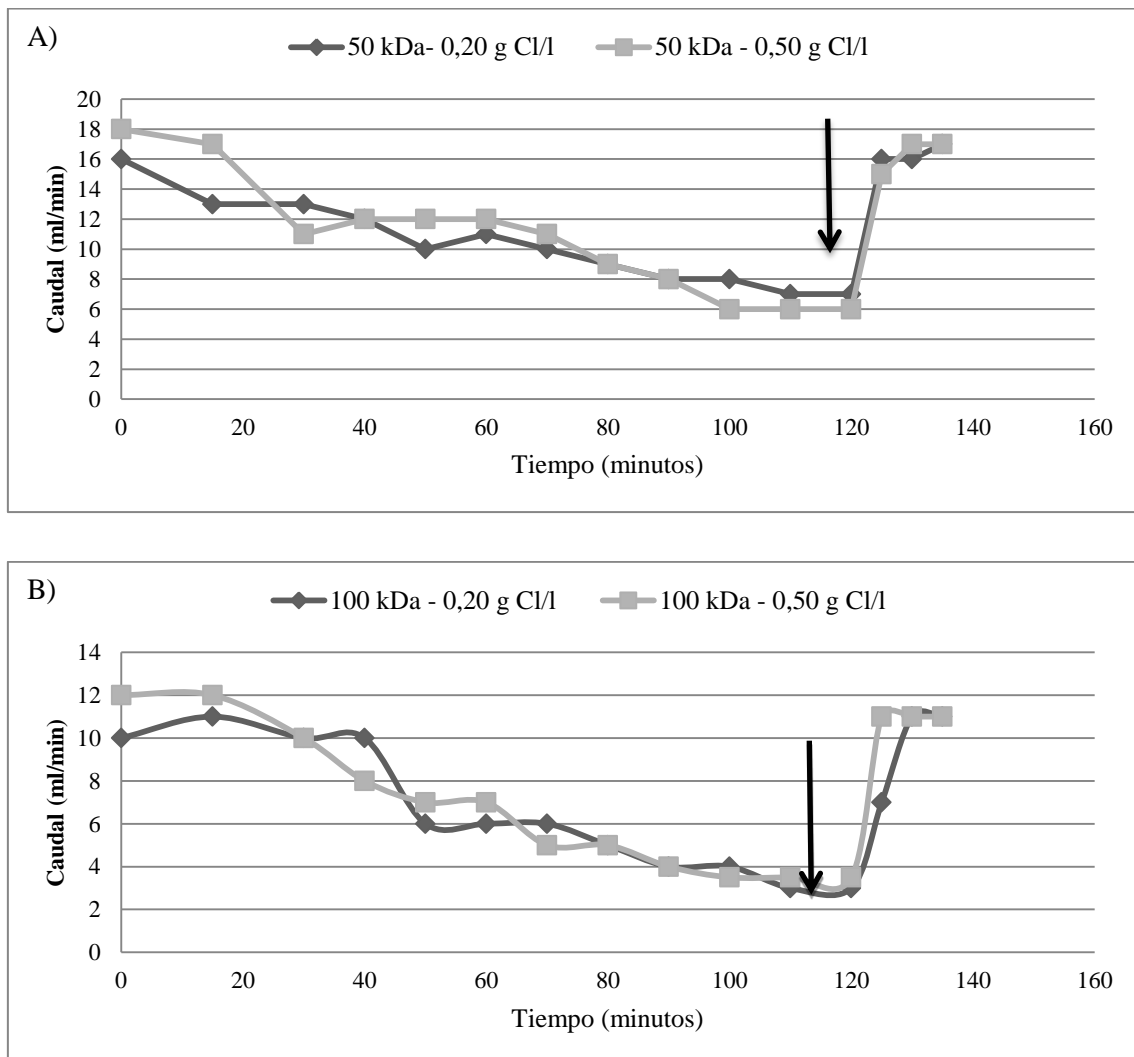 A)
50 kDa- 0,20 g Cl/l
50 kDa - 0,50 g Cl/l
20
18
16
14
12
10
8
6
4
2
0
Caudal (ml/min)
0 20 40 60 80 100 120 140 160
Tiempo (minutos)
B)
100 kDa - 0,20 g Cl/l
100 kDa - 0,50 g Cl/l
14
12
10
8
6
4
2
0
Caudal (ml/min)
0 20 40 60 80 100 120 140 160
Tiempo (minutos)